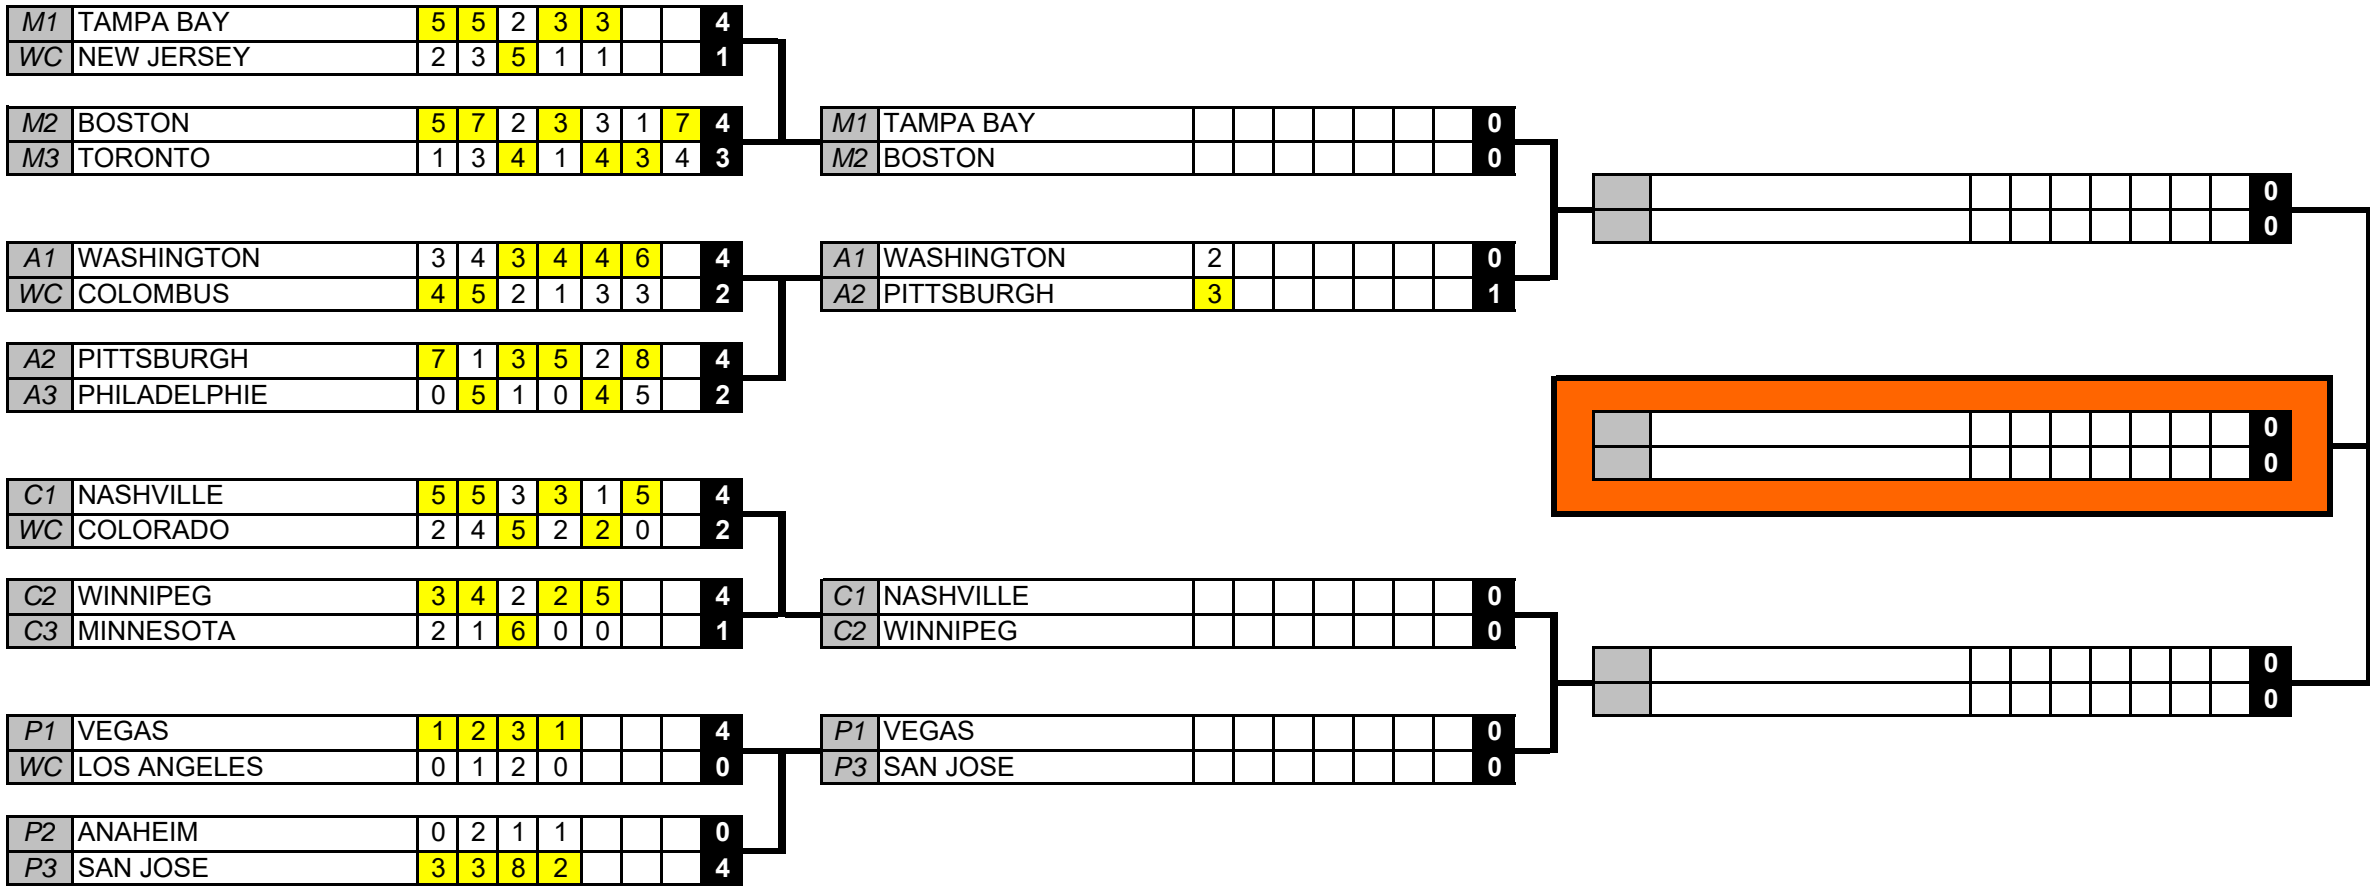 M1 TAMPA BAY 5 5 2 3 3 4
WC NEW JERSEY 2 3 5 1 1 1
M2 BOSTON 5 7 2 3 3 1 7 4
M3 TORONTO 1 3 4 1 4 3 4 3
M1 TAMPA BAY 0
M2 BOSTON 0
0
0
A1 WASHINGTON 3 4 3 4 4 6 4
WC COLOMBUS 4 5 2 1 3 3 2
A1 WASHINGTON 2 0
A2 PITTSBURGH 3 1
A2 PITTSBURGH 7 1 3 5 2 8 4
A3 PHILADELPHIE 0 5 1 0 4 5 2
0
0
C1 NASHVILLE 5 5 3 3 1 5 4
WC COLORADO 2 4 5 2 2 0 2
C2 WINNIPEG 3 4 2 2 5 4
C3 MINNESOTA 2 1 6 0 0 1
C1 NASHVILLE 0
C2 WINNIPEG 0
0
0
P1 VEGAS 1 2 3 1 4
WC LOS ANGELES 0 1 2 0 0
P1 VEGAS 0
P3 SAN JOSE 0
P2 ANAHEIM 0 2 1 1 0
P3 SAN JOSE 3 3 8 2 4